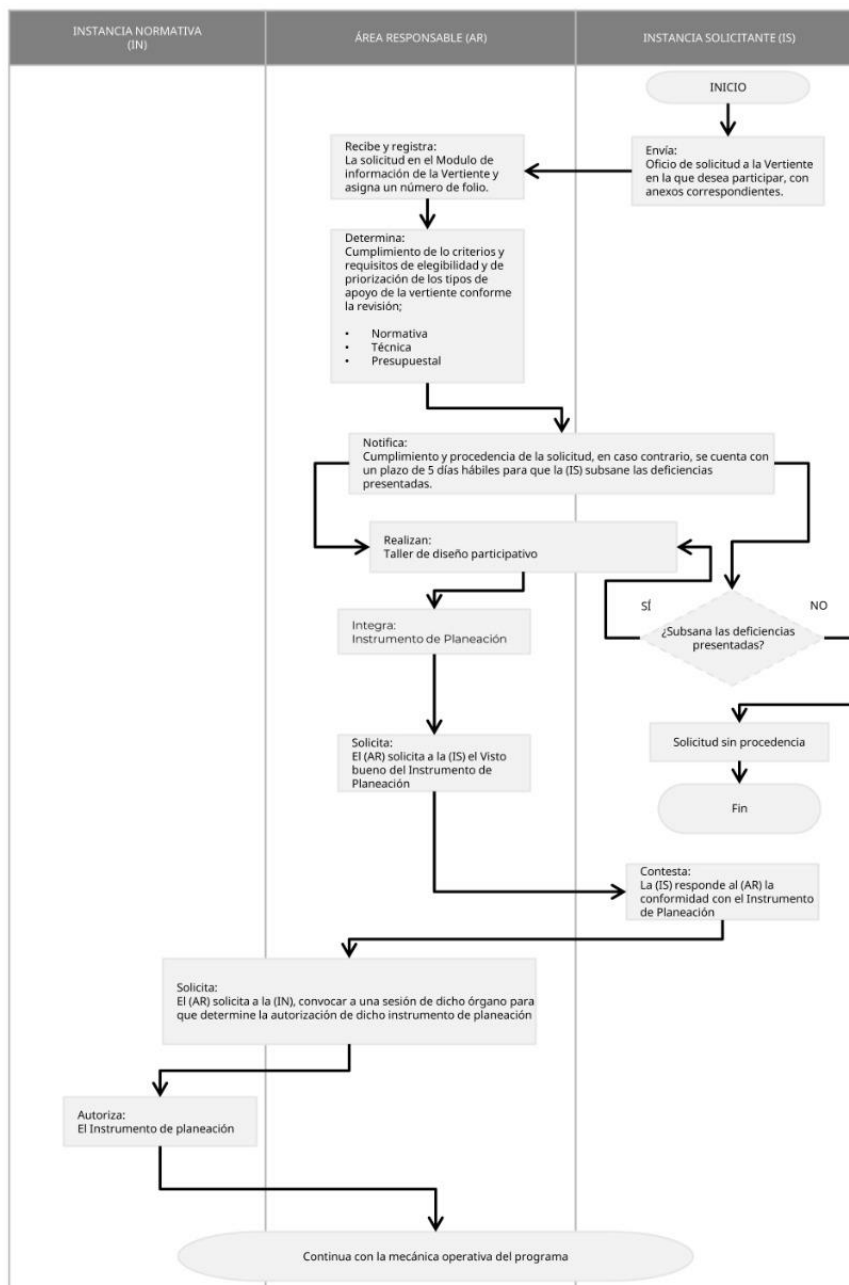 INSTANCIA NORMATIVA
(IN)
ÁREA RESPONSABLE (AR)
INSTANCIA SOLICITANTE (IS)
INICIO
Envía:
Oficio de solicitud a la Vertiente
en la que desea participar, con
anexos correspondientes.
Recibe y registra:
La solicitud en el Modulo de
información de la Vertiente y
asigna un número de folio.
Determina:
Cumplimiento de lo criterios y
requisitos de elegibilidad y de
priorización de los tipos de
apoyo de la vertiente conforme
la revisión;
• Normativa
• Técnica
• Presupuestal
Notifica:
Cumplimiento y procedencia de la solicitud, en caso contrario, se cuenta con
un plazo de 5 días hábiles para que la (IS) subsane las deficiencias
presentadas.
Realizan:
Taller de diseño participativo
SÍ
NO
¿Subsana las deficiencias
presentadas?
Integra:
Instrumento de Planeación
Solicitud sin procedencia
Solicita:
El (AR) solicita a la (IS) el Visto
bueno del Instrumento de
Planeación
Fin
Contesta:
La (IS) responde al (AR) la
conformidad con el Instrumento
de Planeación
Solicita:
El (AR) solicita a la (IN), convocar a una sesión de dicho órgano para
que determine la autorización de dicho instrumento de planeación
Autoriza:
El Instrumento de planeación
Continua con la mecánica operativa del programa